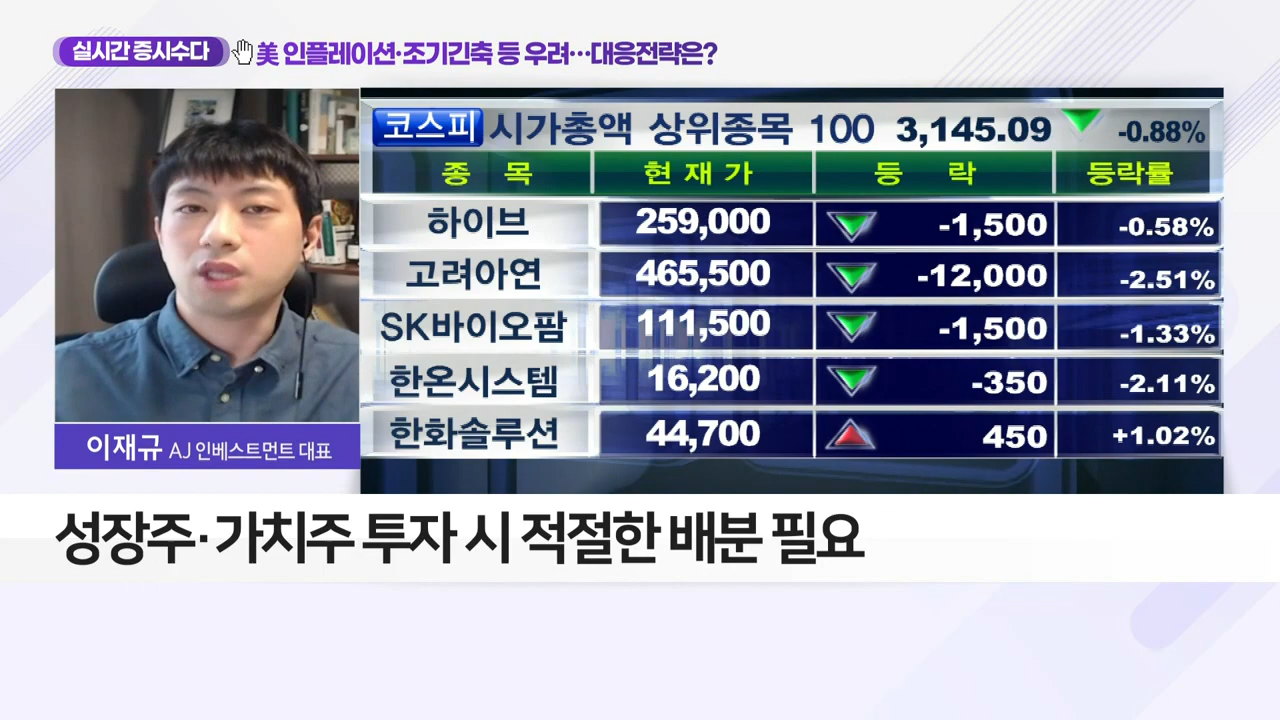 실시간 증시수다 美 인플레이션·조기긴축 등 우려…대응전략은?
코스피 시가총액 상위종목 100 3,145.09 -0.88%
종 목 현 재 가 등 락 등락률
하이브 259,000 -1,500 -0.58%
고려아연 465,500 -12,000 -2.51%
SK바이오팜 111,500 -1,500 -1.33%
한온시스템 16,200 -350 -2.11%
한화솔루션 44,700 450 +1.02%
이재규 AJ 인베스트먼트 대표
성장주·가치주 투자 시 적절한 배분 필요